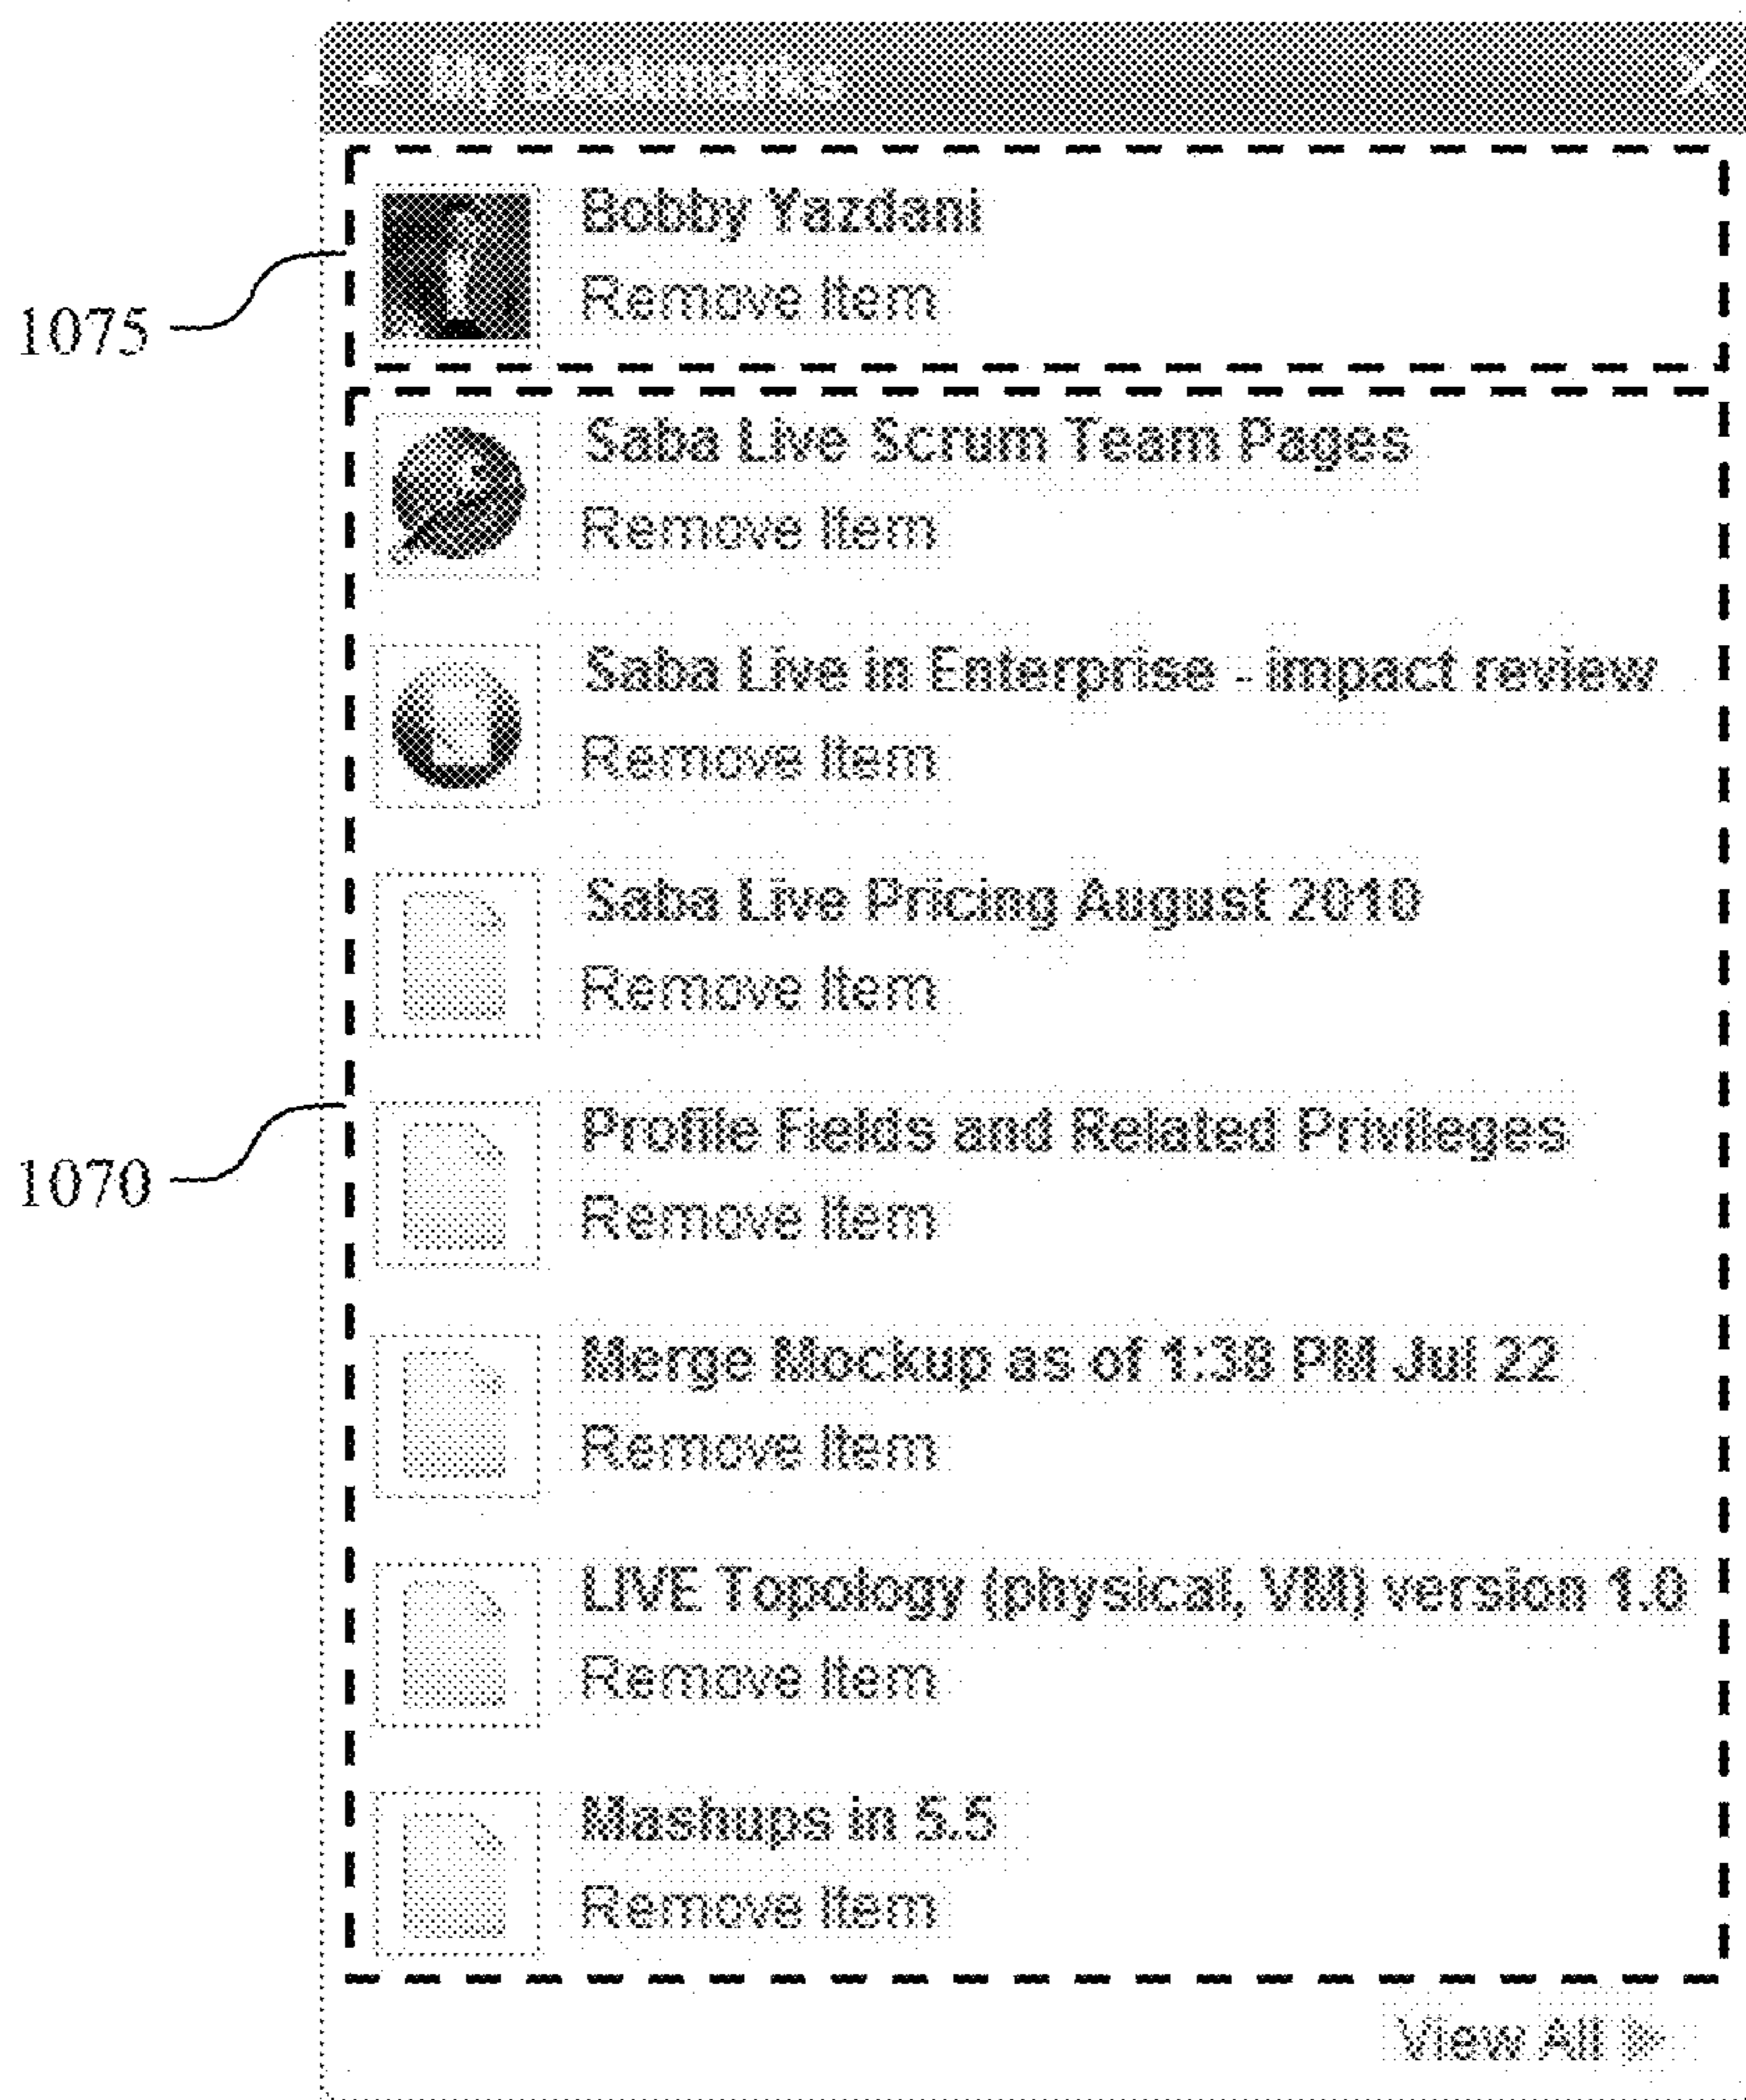 My Bookmarks
Bobby Yazdani
Remove Item
1075
Saba Live Scrum Team Pages
Remove Item
Saba Live in Enterprise - impact review
Remove Item
Saba Live Pricing August 2010
Remove Item
1070
Profile Fields and Related Privileges
Remove Item
Merge Mockup as of 1:38 PM Jul 22
Remove Item
LIVE Topology (physical, VM) version 1.0
Remove Item
Mashups in 5.5
Remove Item
View All